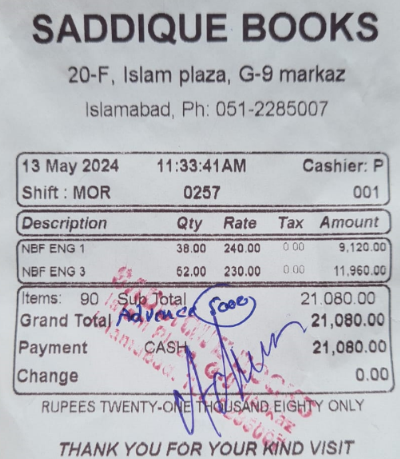 SADDIQUE BOOKS
20-F, Islam plaza, G-9 markaz
Islamabad, Ph: 051-2285007
13 May 2024 11:33:41AM Cashier: P
Shift : MOR 0257 001
Description Qty Rate Tax Amount
NBF ENG 1 38.00 240.00 0.00 9,120.00
NBF ENG 3 52.00 230.00 0.00 11,960.00
Items: 90 Sub Total 21,080.00
Advance 5000
Grand Total 21,080.00
Payment CASH 21,080.00
Change 0.00
RUPEES TWENTY-ONE THOUSAND EIGHTY ONLY
THANK YOU FOR YOUR KIND VISIT